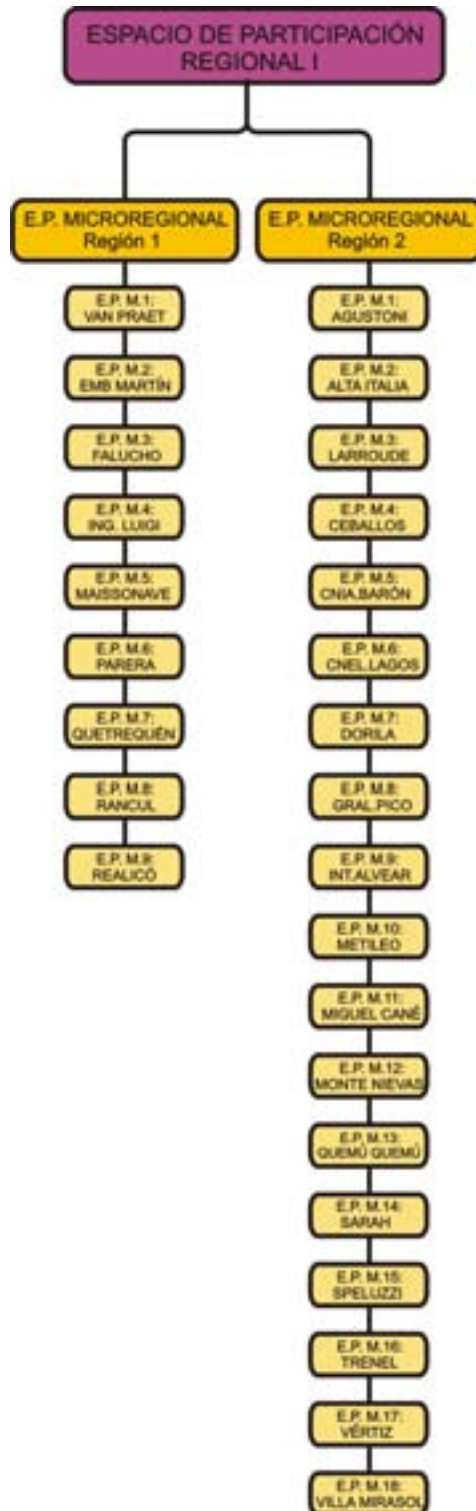 ESPACIO DE PARTICIPACIÓN
REGIONAL I
E.P. MICROREGIONAL
Región 1
E.P. M.1:
VAN PRAET
E.P. M.2:
EMB MARTÍN
E.P. M.3:
FALUCHO
E.P. M.4:
ING. LUIGI
E.P. M.5:
MAISSONAVE
E.P. M.6:
PARERA
E.P. M.7:
QUETREQUÉN
E.P. M.8:
RANCUL
E.P. M.9:
REALICÓ
E.P. MICROREGIONAL
Región 2
E.P. M.1:
AGUSTONI
E.P. M.2:
ALTA ITALIA
E.P. M.3:
LARROUDE
E.P. M.4:
CEBALLOS
E.P. M.5:
CNIA.BARÓN
E.P. M.6:
CNEL.LAGOS
E.P. M.7:
DORILA
E.P. M.8:
GRAL.PICO
E.P. M.9:
INT.ALVEAR
E.P. M.10:
METILEO
E.P. M.11:
MIGUEL CANÉ
E.P. M.12:
MONTE NIEVAS
E.P. M.13:
QUEMÚ QUEMÚ
E.P. M.14:
SARAH
E.P. M.15:
SPELUZZI
E.P. M.16:
TRENEL
E.P. M.17:
VÉRTIZ
E.P. M.18:
VILLA MIRASOL